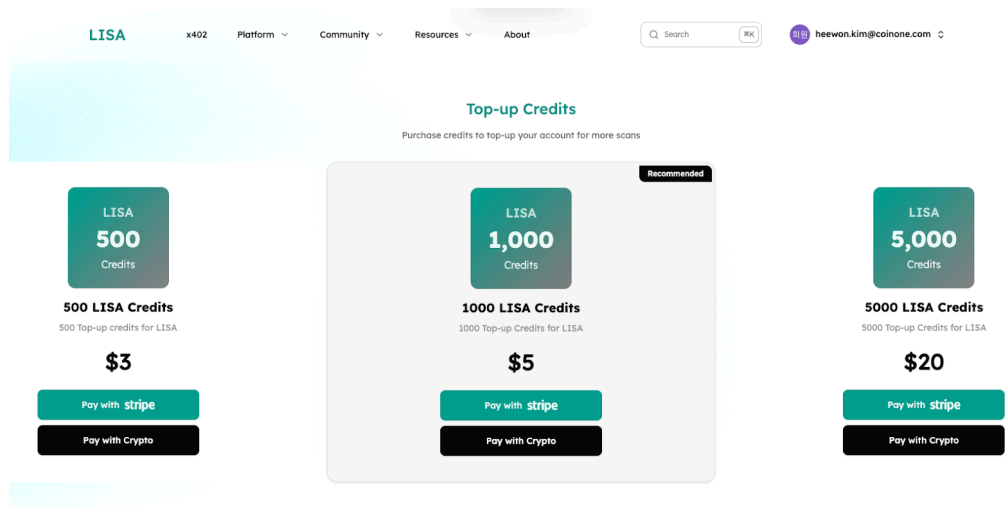 LISA x402 Platform Community Resources About Search ⌘K 희원 heewon.kim@coinone.com
Top-up Credits
Purchase credits to top-up your account for more scans
LISA
500
Credits
500 LISA Credits
500 Top-up credits for LISA
$3
Pay with stripe
Pay with Crypto
Recommended
LISA
1,000
Credits
1000 LISA Credits
1000 Top-up Credits for LISA
$5
Pay with stripe
Pay with Crypto
LISA
5,000
Credits
5000 LISA Credits
5000 Top-up Credits for LISA
$20
Pay with stripe
Pay with Crypto